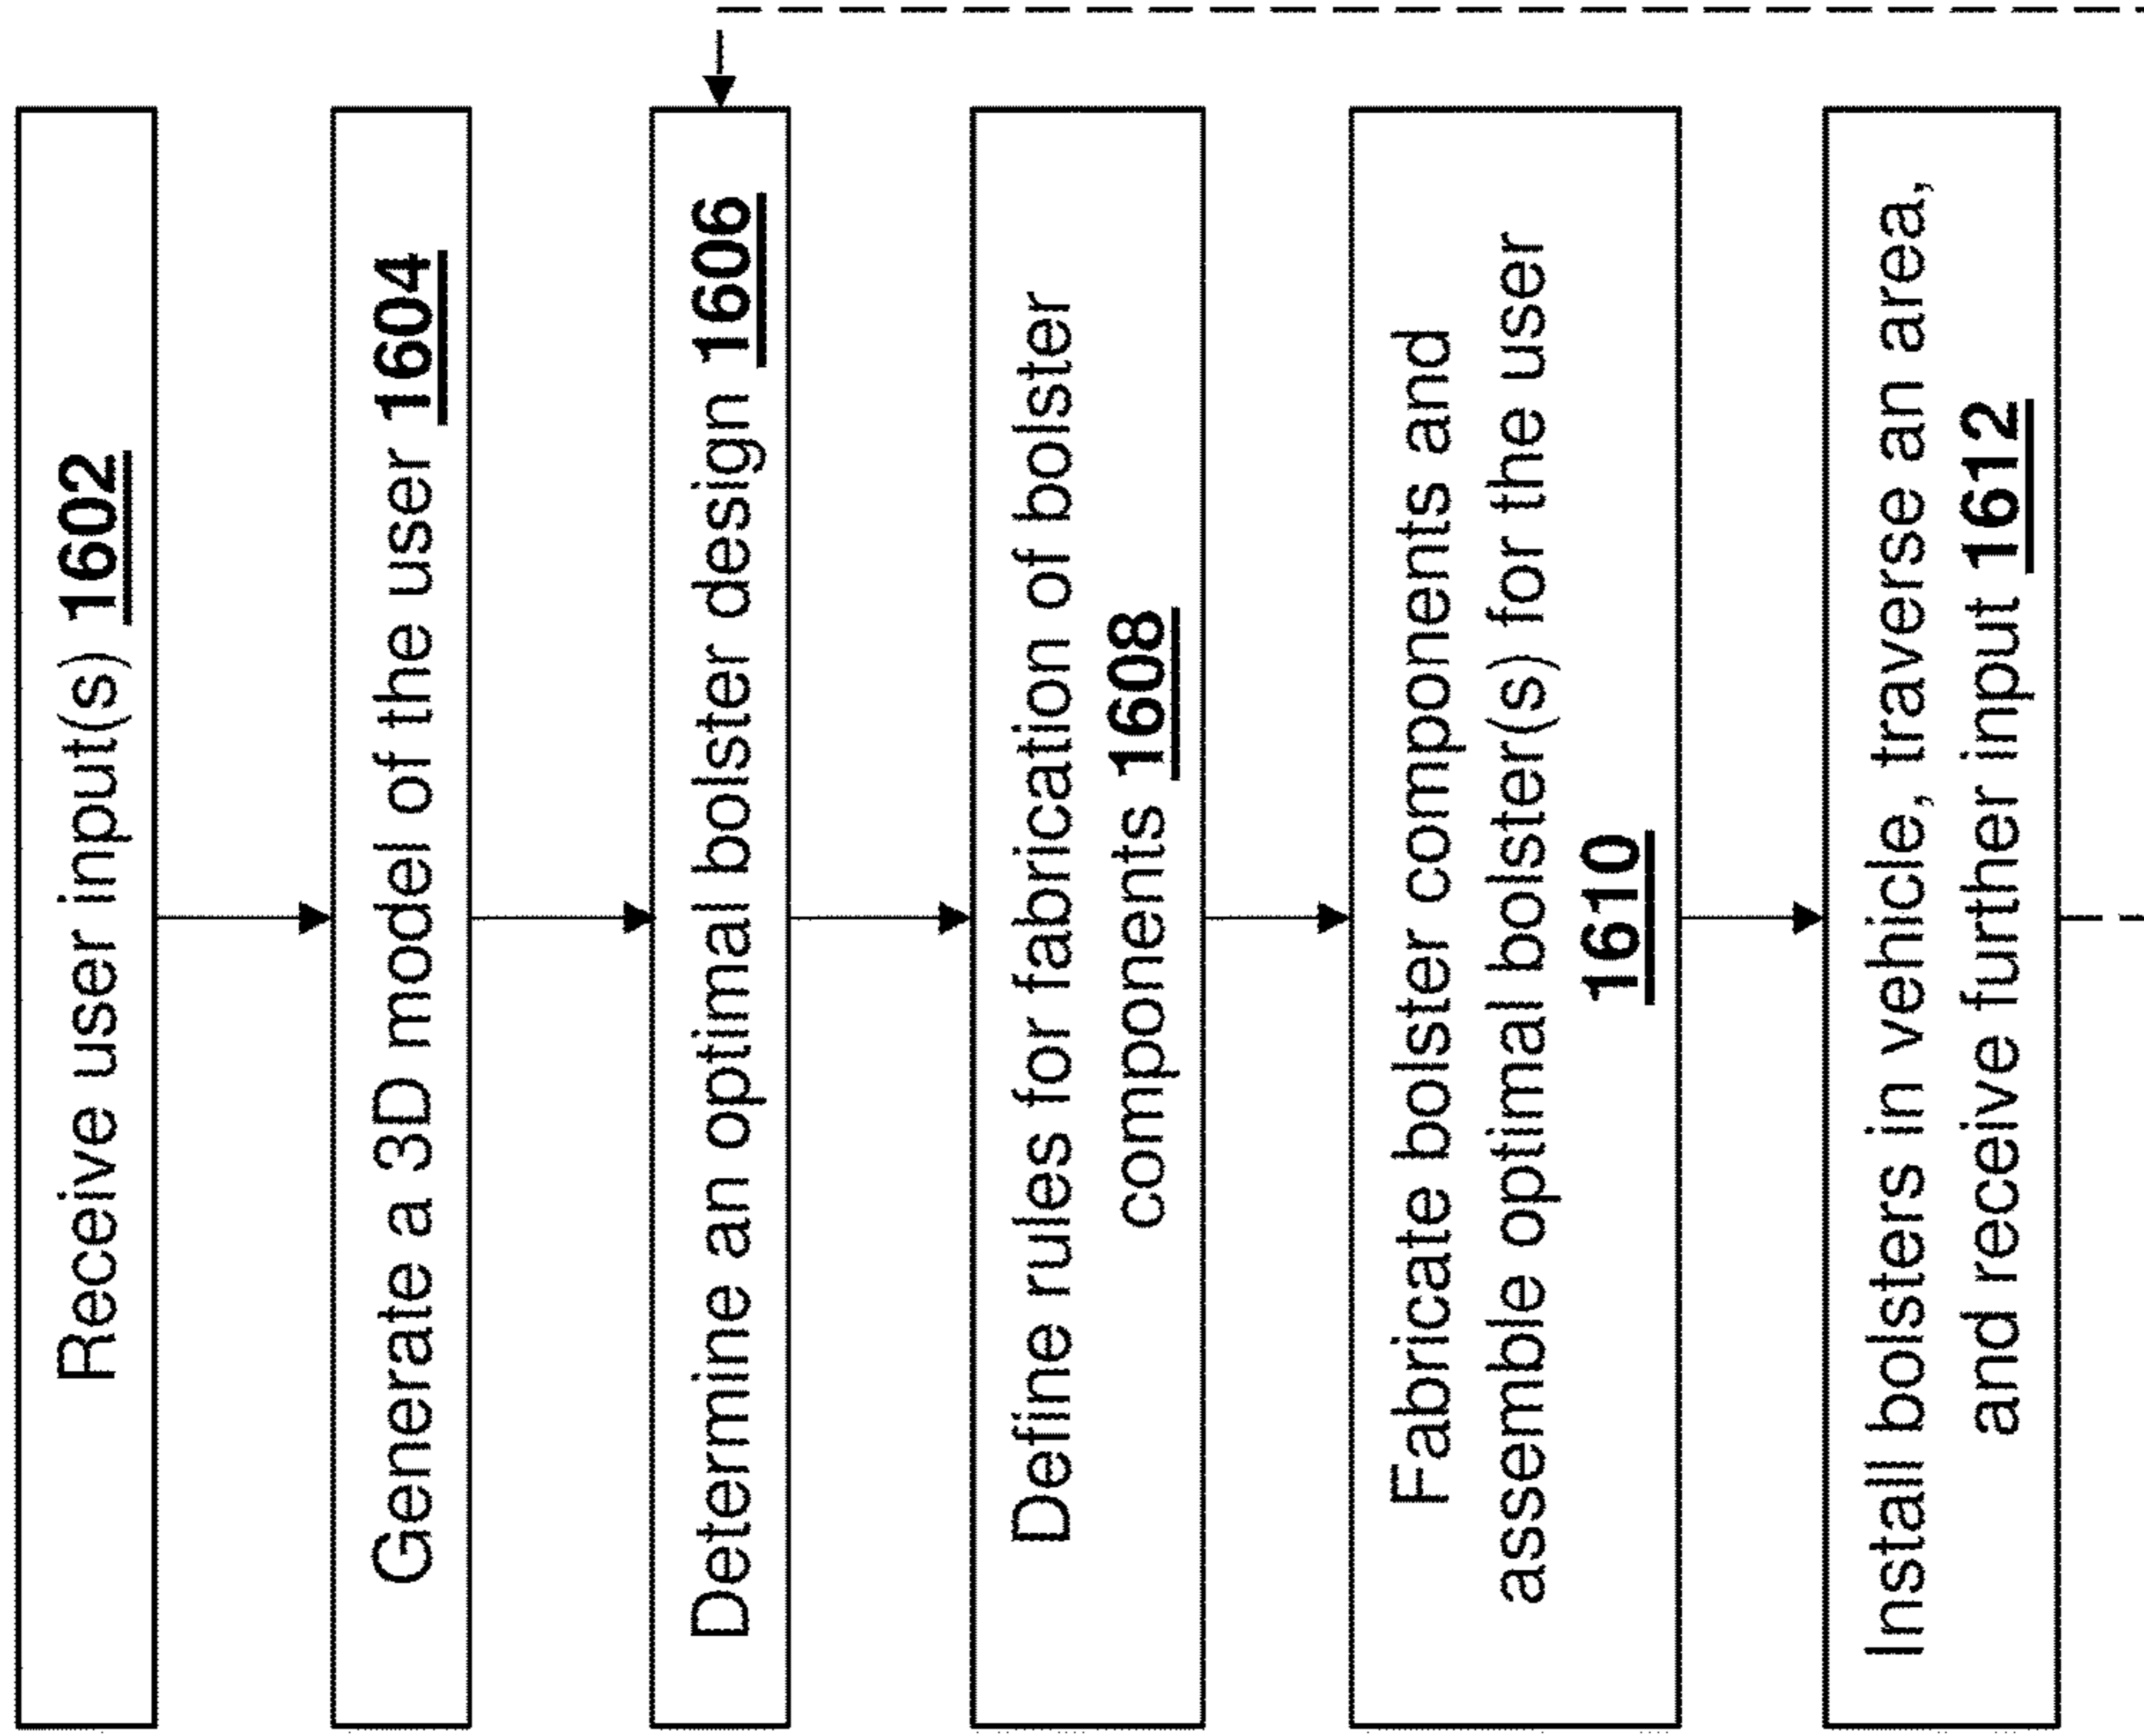 Receive user input(s) 1602
Generate a 3D model of the user 1604
Determine an optimal bolster design 1606
Define rules for fabrication of bolster
components 1608
Fabricate bolster components and
assemble optimal bolster(s) for the user
1610
Install bolsters in vehicle, traverse an area,
and receive further input 1612